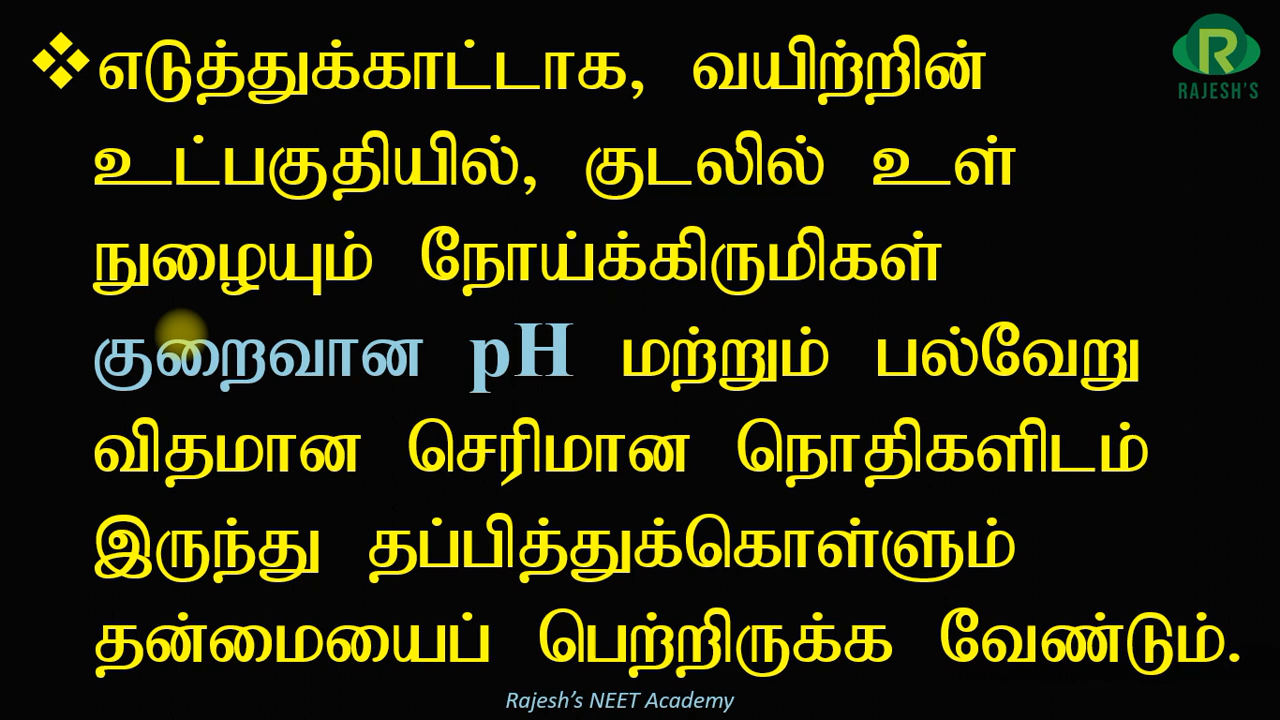 ❖எடுத்துக்காட்டாக, வயிற்றின்
உட்பகுதியில், குடலில் உள்
நுழையும் நோய்க்கிருமிகள்
குறைவான pH மற்றும் பல்வேறு
விதமான செரிமான நொதிகளிடம்
இருந்து தப்பித்துக்கொள்ளும்
தன்மையைப் பெற்றிருக்க வேண்டும்.
R
RAJESH'S
Rajesh's NEET Academy